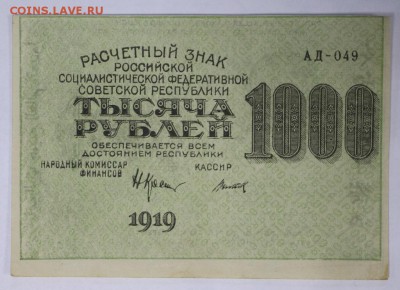 COINS.LAVE.RU
РАСЧЕТНЫЙ ЗНАК
РОССИЙСКОЙ
СОЦИАЛИСТИЧЕСКОЙ ФЕДЕРАТИВНОЙ
СОВЕТСКОЙ РЕСПУБЛИКИ
АД-049
ТЫСЯЧА
РУБЛЕЙ
1000
ОБЕСПЕЧИВАЕТСЯ ВСЕМ
ДОСТОЯНИЕМ РЕСПУБЛИКИ
НАРОДНЫЙ КОМИССАР
ФИНАНСОВ
КАССИР
1919